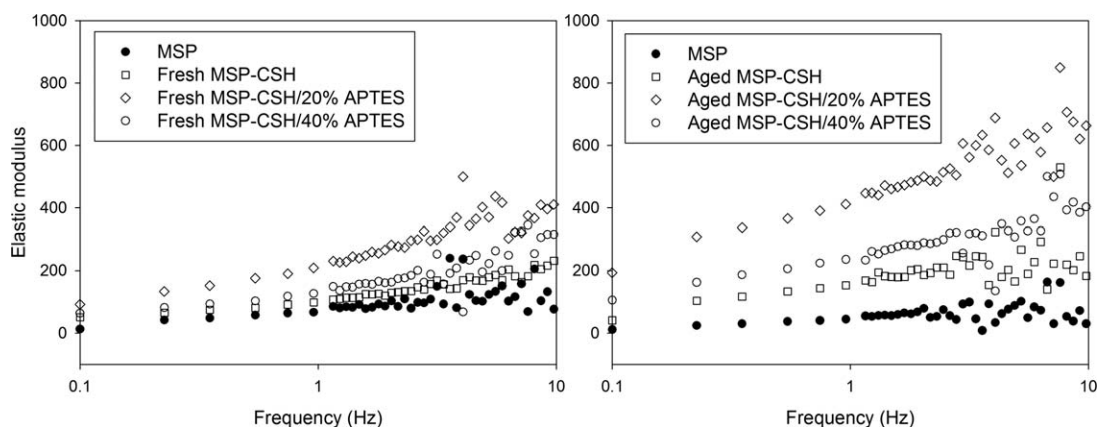 1000
800
600
400
200
0
Elastic modulus
MSP
Fresh MSP-CSH
Fresh MSP-CSH/20% APTES
Fresh MSP-CSH/40% APTES
0.1
1
10
Frequency (Hz)
1000
800
600
400
200
0
MSP
Aged MSP-CSH
Aged MSP-CSH/20% APTES
Aged MSP-CSH/40% APTES
0.1
1
10
Frequency (Hz)